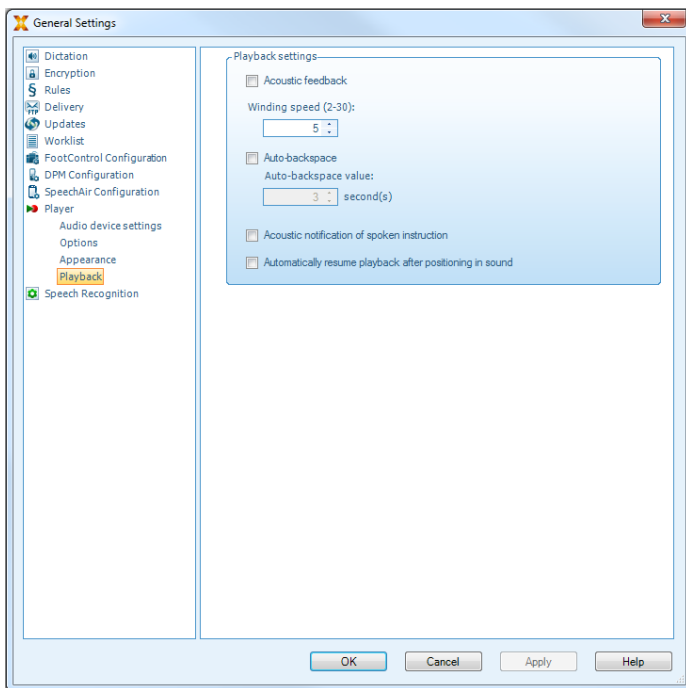 General Settings
x
Dictation
Encryption
§ Rules
FTP Delivery
Updates
Worklist
FootControl Configuration
DPM Configuration
SpeechAir Configuration
Player
Audio device settings
Options
Appearance
Playback
Speech Recognition
Playback settings
Acoustic feedback
Winding speed (2-30):
5
Auto-backspace
Auto-backspace value:
3 second(s)
Acoustic notification of spoken instruction
Automatically resume playback after positioning in sound
OK Cancel Apply Help